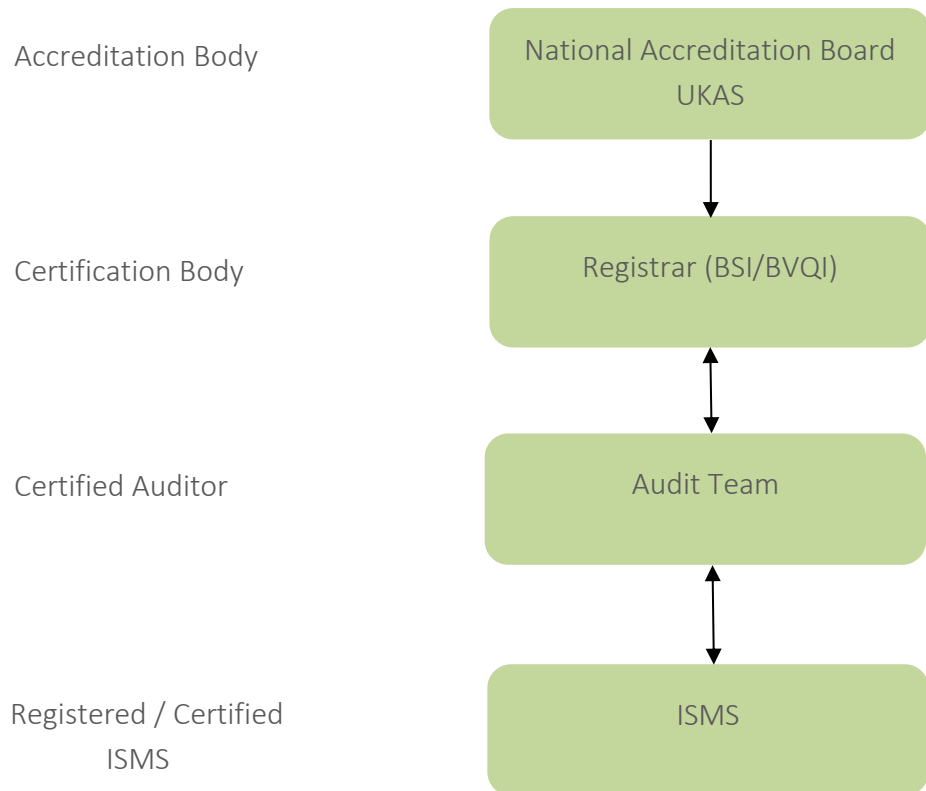 Accreditation Body
National Accreditation Board
UKAS
Certification Body
Registrar (BSI/BVQI)
Certified Auditor
Audit Team
Registered / Certified
ISMS
ISMS